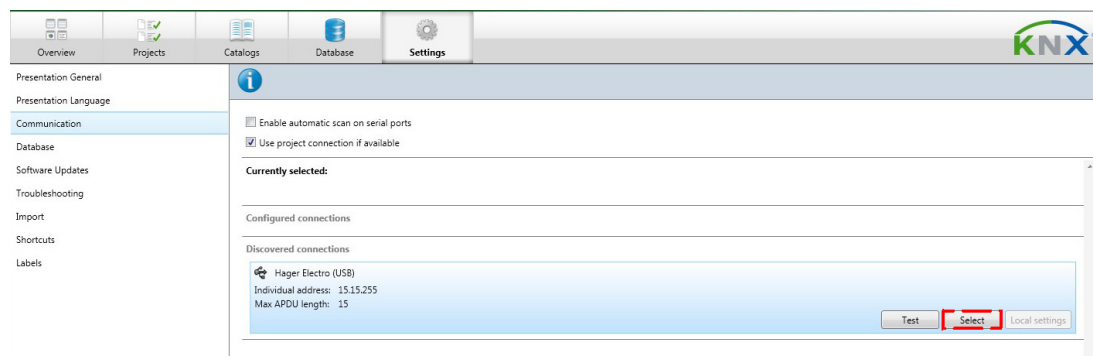 Overview Projects Catalogs Database Settings
KNX
Presentation General
Presentation Language
Communication
Database
Software Updates
Troubleshooting
Import
Shortcuts
Labels
Enable automatic scan on serial ports
Use project connection if available
Currently selected:
Configured connections
Discovered connections
Hager Electro (USB)
Individual address: 15.15.255
Max APDU length: 15
Test Select Local settings